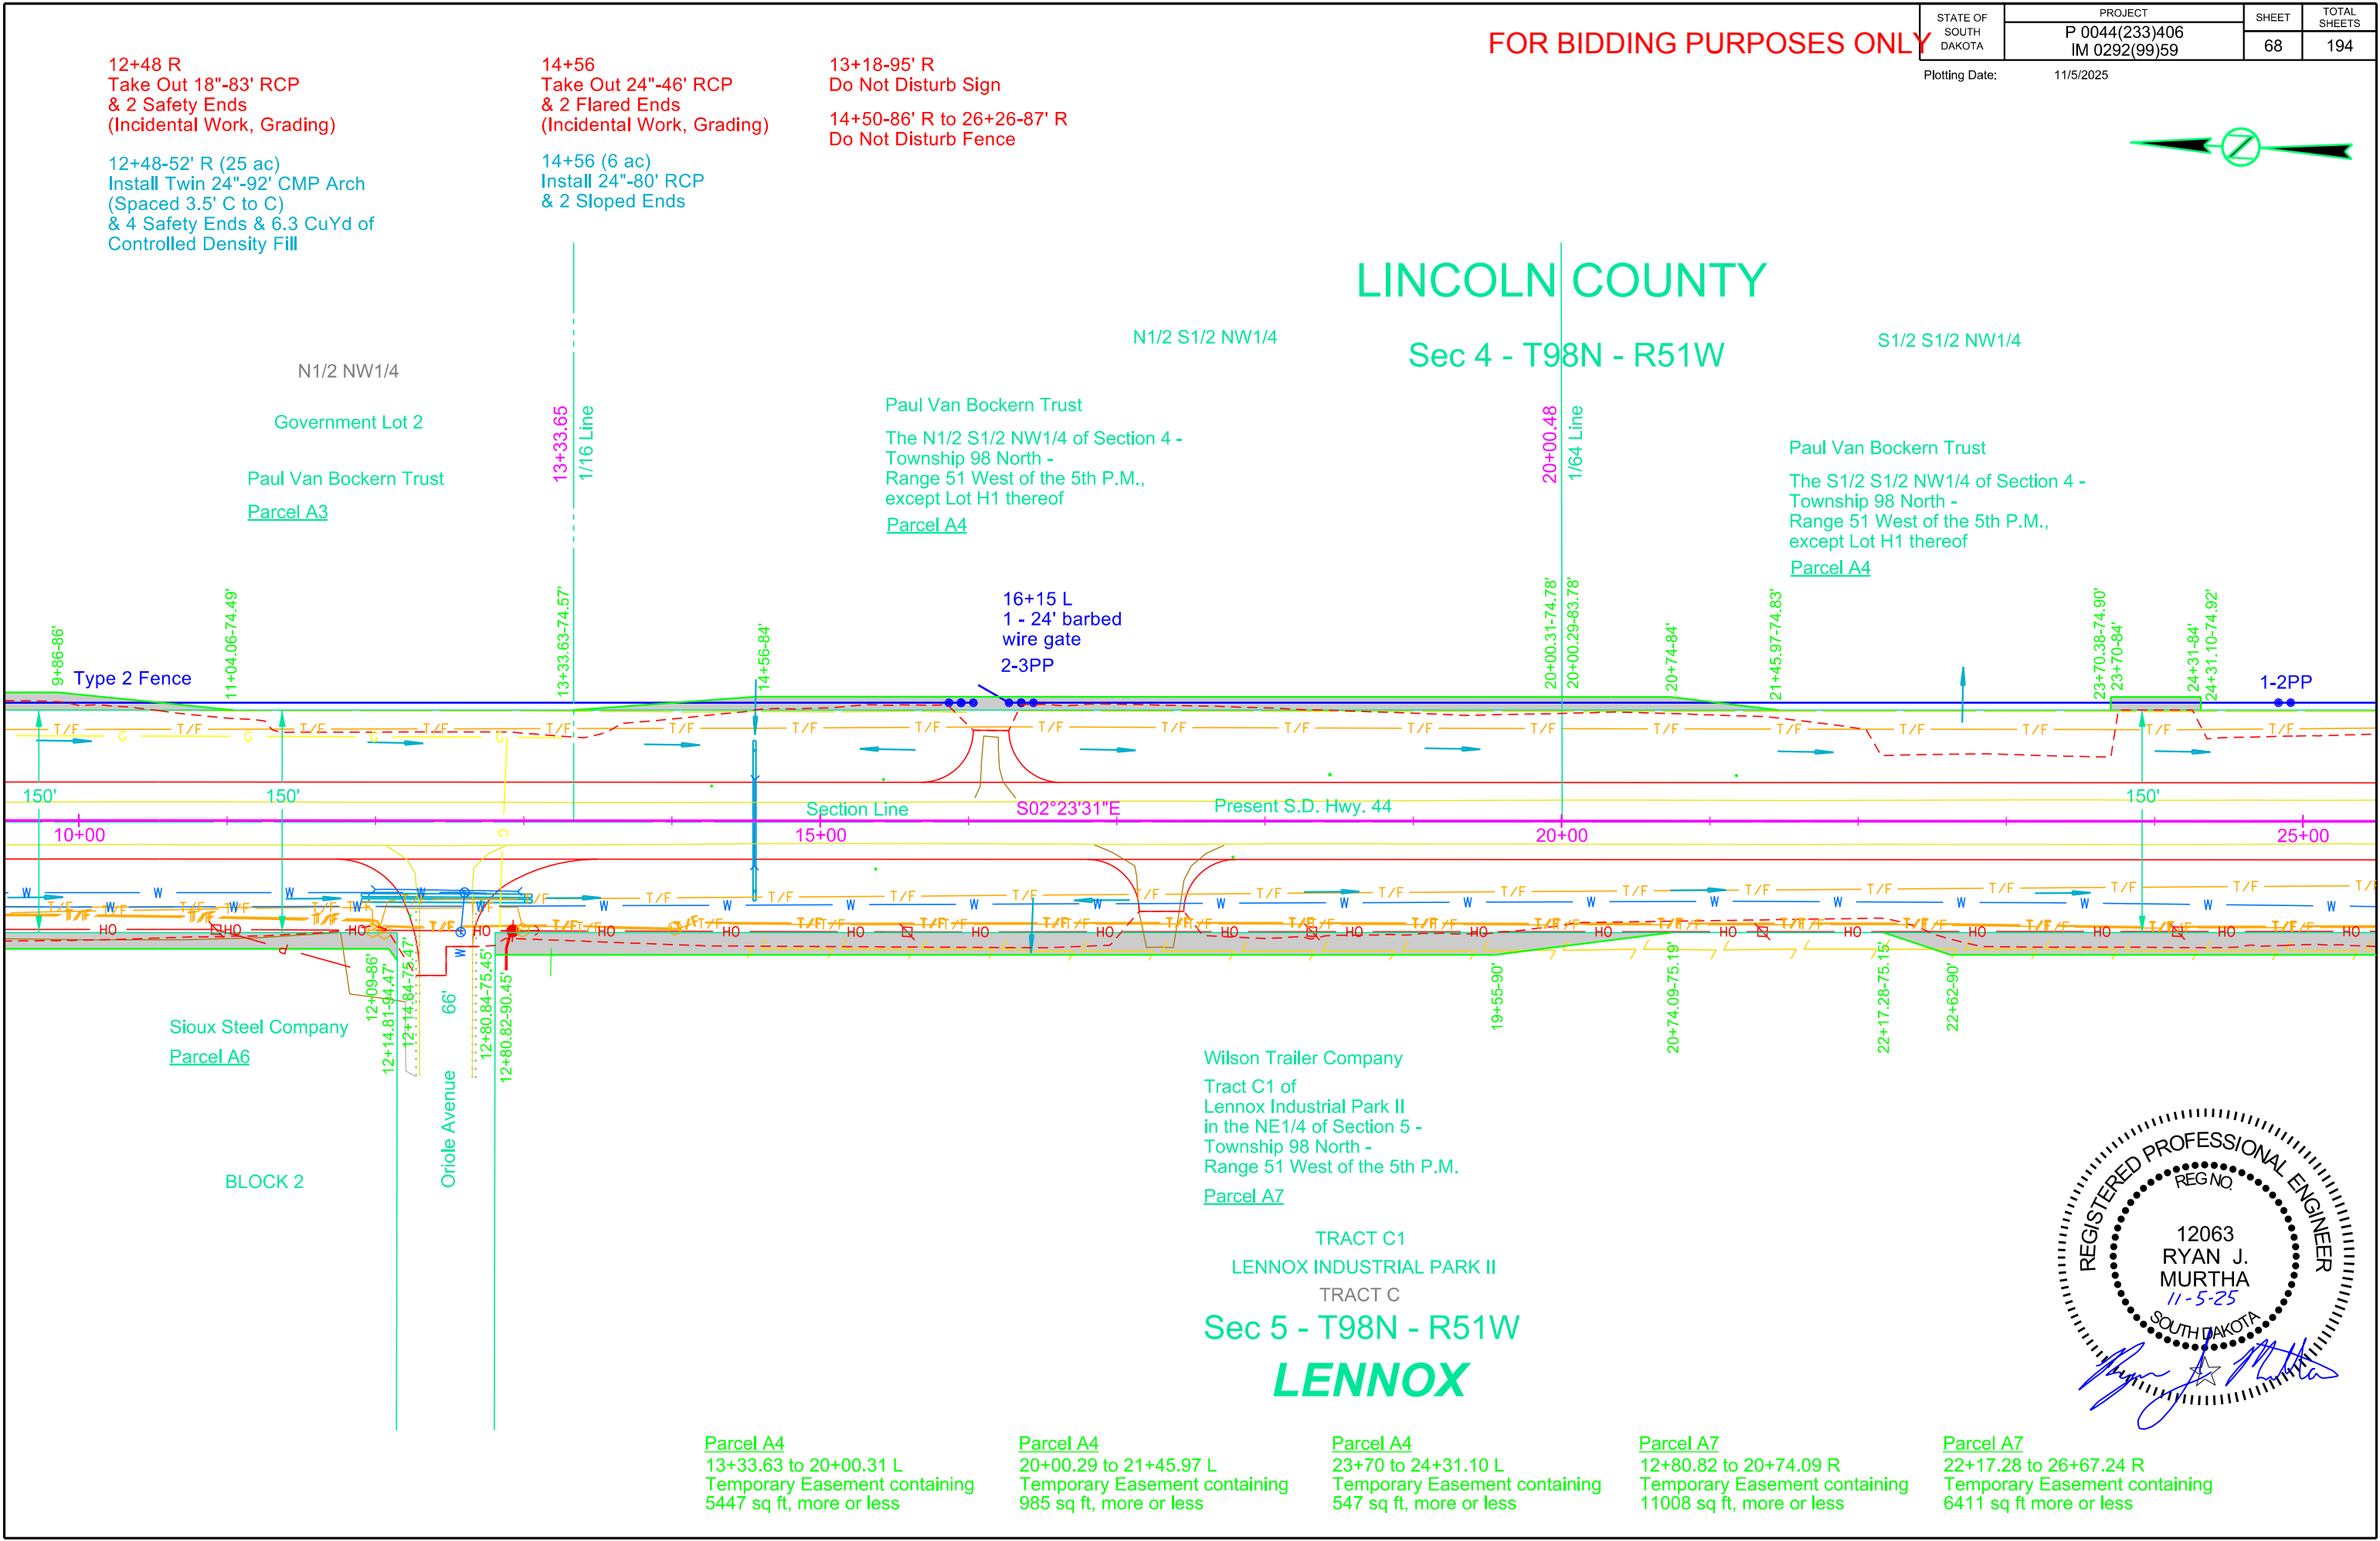 FOR BIDDING PURPOSES ONLY
STATE OF
SOUTH
DAKOTA
PROJECT
P 0044(233)406
IM 0292(99)59
SHEET
68
TOTAL
SHEETS
194
Plotting Date:
11/5/2025
12+48 R
Take Out 18"-83' RCP
& 2 Safety Ends
(Incidental Work, Grading)
12+48-52' R (25 ac)
Install Twin 24"-92' CMP Arch
(Spaced 3.5' C to C)
& 4 Safety Ends & 6.3 CuYd of
Controlled Density Fill
14+56
Take Out 24"-46' RCP
& 2 Flared Ends
(Incidental Work, Grading)
14+56 (6 ac)
Install 24"-80' RCP
& 2 Sloped Ends
13+18-95' R
Do Not Disturb Sign
14+50-86' R to 26+26-87' R
Do Not Disturb Fence
Z
LINCOLN COUNTY
Sec 4 - T98N - R51W
N1/2 NW1/4
Government Lot 2
Paul Van Bockern Trust
Parcel A3
13+33.65
1/16 Line
N1/2 S1/2 NW1/4
Paul Van Bockern Trust
The N1/2 S1/2 NW1/4 of Section 4 -
Township 98 North -
Range 51 West of the 5th P.M.,
except Lot H1 thereof
Parcel A4
20+00.48
1/64 Line
S1/2 S1/2 NW1/4
Paul Van Bockern Trust
The S1/2 S1/2 NW1/4 of Section 4 -
Township 98 North -
Range 51 West of the 5th P.M.,
except Lot H1 thereof
Parcel A4
9+86-86'
Type 2 Fence
11+04.06-74.49'
13+33.63-74.57'
14+56-84'
16+15 L
1 - 24' barbed
wire gate
2-3PP
20+00.31-74.78'
20+00.29-83.78'
20+74-84'
21+45.97-74.83'
23+70.38-74.90'
23+70-84'
24+31-84'
24+31.10-74.92'
1-2PP
T/F T/F T/F T/F T/F T/F T/F T/F T/F T/F T/F T/F T/F T/F T/F T/F T/F T/F T/F
G G G G G
150'
150'
Section Line
S02°23'31"E
Present S.D. Hwy. 44
150'
10+00
15+00
20+00
25+00
W W W W
T/F T/F T/F T/F T/F T/F T/F T/F T/F T/F T/F T/F T/F T/F
W W W W W W W W W W W W W W W W W W
HO HO HO HO HO HO HO HO HO HO HO HO HO HO HO HO HO HO HO
12+09-86'
12+14.81-94.47'
12+14.84-75.47'
66'
12+80.84-75.45'
12+80.82-90.45'
19+55-90'
20+74.09-75.19'
22+17.28-75.15'
22+62-90'
Sioux Steel Company
Parcel A6
Oriole Avenue
BLOCK 2
Wilson Trailer Company
Tract C1 of
Lennox Industrial Park II
in the NE1/4 of Section 5 -
Township 98 North -
Range 51 West of the 5th P.M.
Parcel A7
TRACT C1
LENNOX INDUSTRIAL PARK II
TRACT C
Sec 5 - T98N - R51W
LENNOX
REGISTERED PROFESSIONAL ENGINEER
REG NO.
12063
RYAN J.
MURTHA
11-5-25
SOUTH DAKOTA
Parcel A4
13+33.63 to 20+00.31 L
Temporary Easement containing
5447 sq ft, more or less
Parcel A4
20+00.29 to 21+45.97 L
Temporary Easement containing
985 sq ft, more or less
Parcel A4
23+70 to 24+31.10 L
Temporary Easement containing
547 sq ft, more or less
Parcel A7
12+80.82 to 20+74.09 R
Temporary Easement containing
11008 sq ft, more or less
Parcel A7
22+17.28 to 26+67.24 R
Temporary Easement containing
6411 sq ft more or less